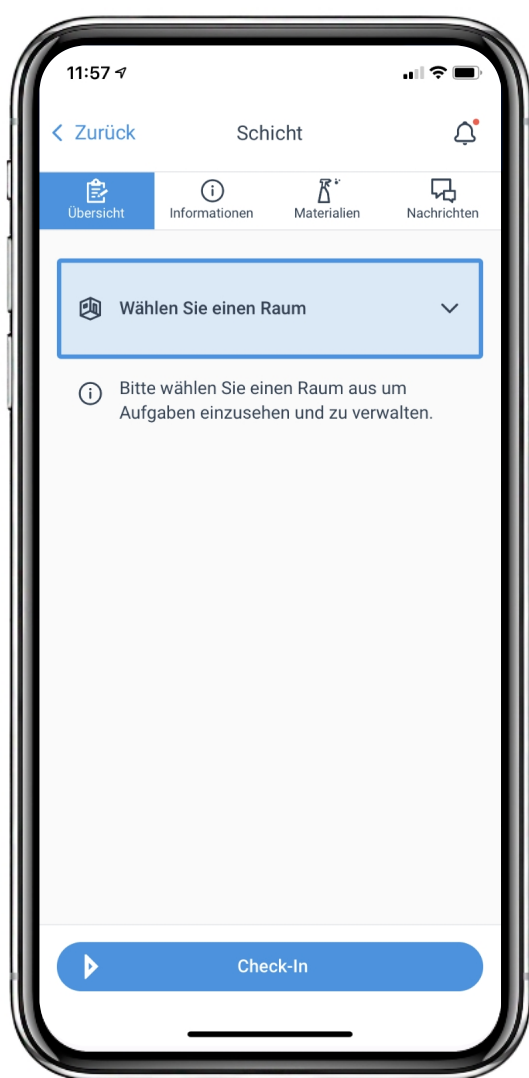 11:57
Zurück
Schicht
Übersicht
Informationen
Materialien
Nachrichten
Wählen Sie einen Raum
Bitte wählen Sie einen Raum aus um
Aufgaben einzusehen und zu verwalten.
Check-In